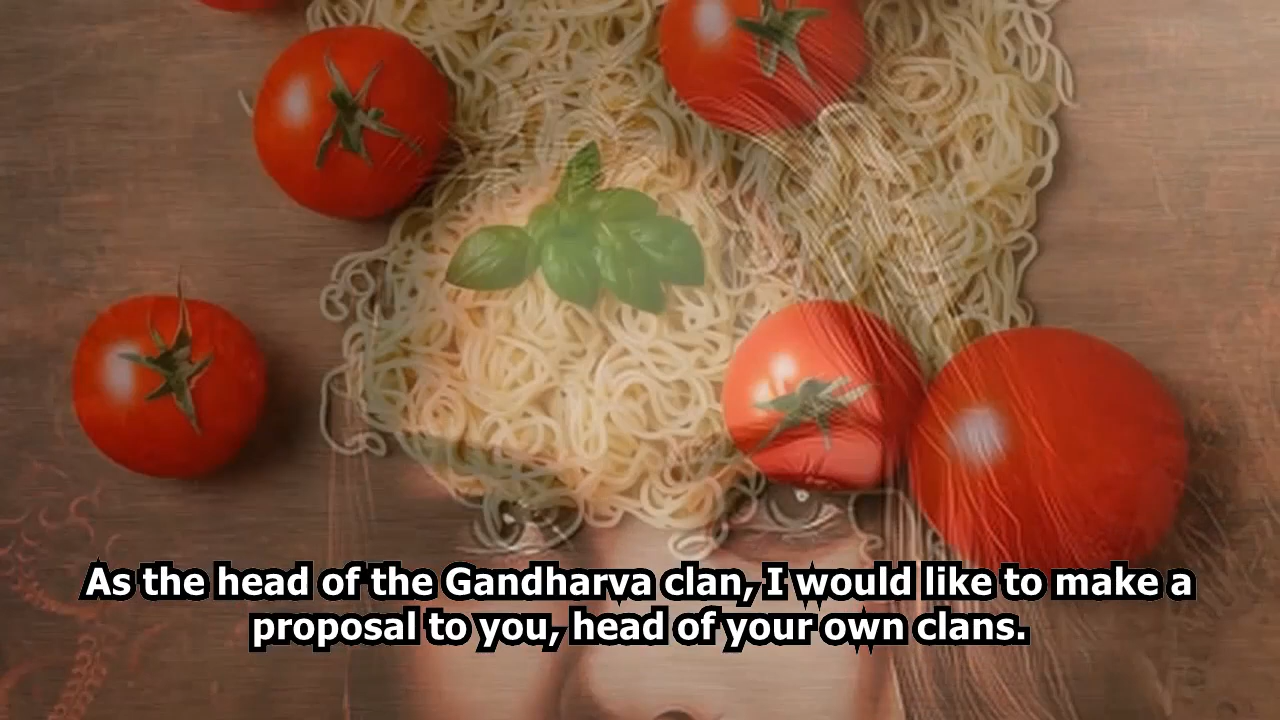 As the head of the Gandharva clan, I would like to make a
proposal to you, head of your own clans.